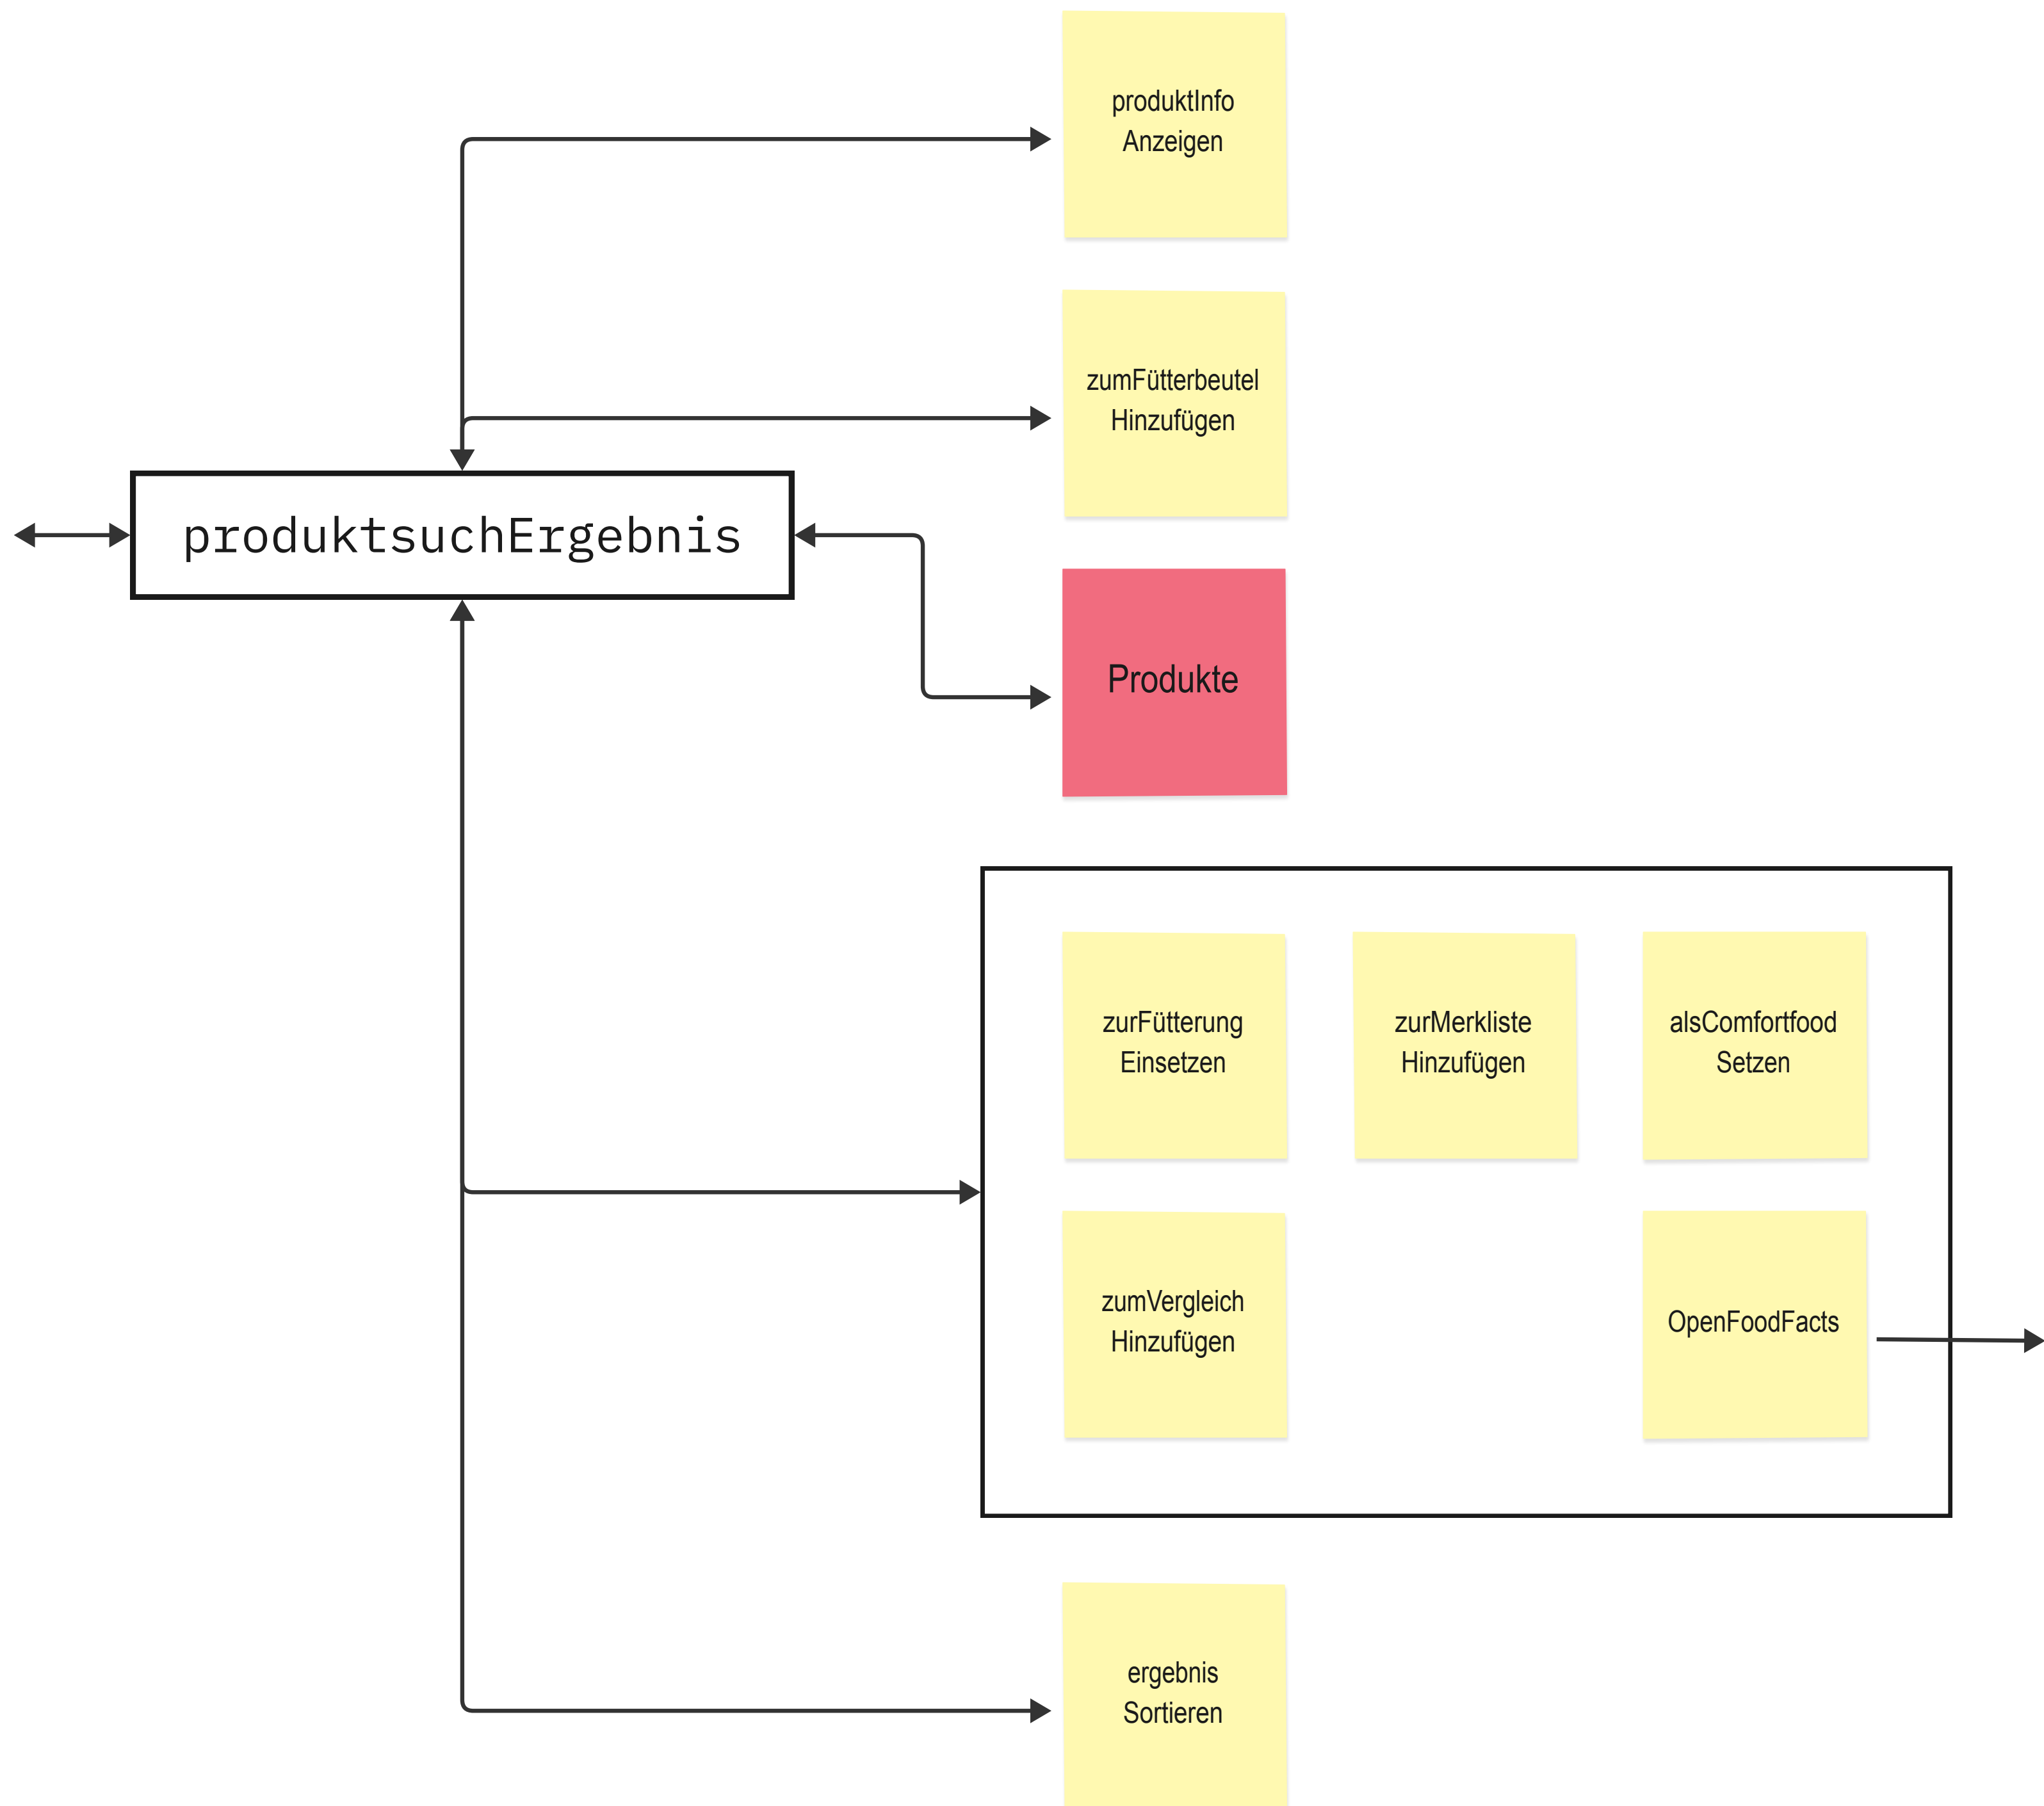 produktInfo
Anzeigen
zumFütterbeutel
Hinzufügen
produktsuchErgebnis
Produkte
zurFütterung
Einsetzen
zurMerkliste
Hinzufügen
alsComfortfood
Setzen
zumVergleich
Hinzufügen
OpenFoodFacts
ergebnis
Sortieren